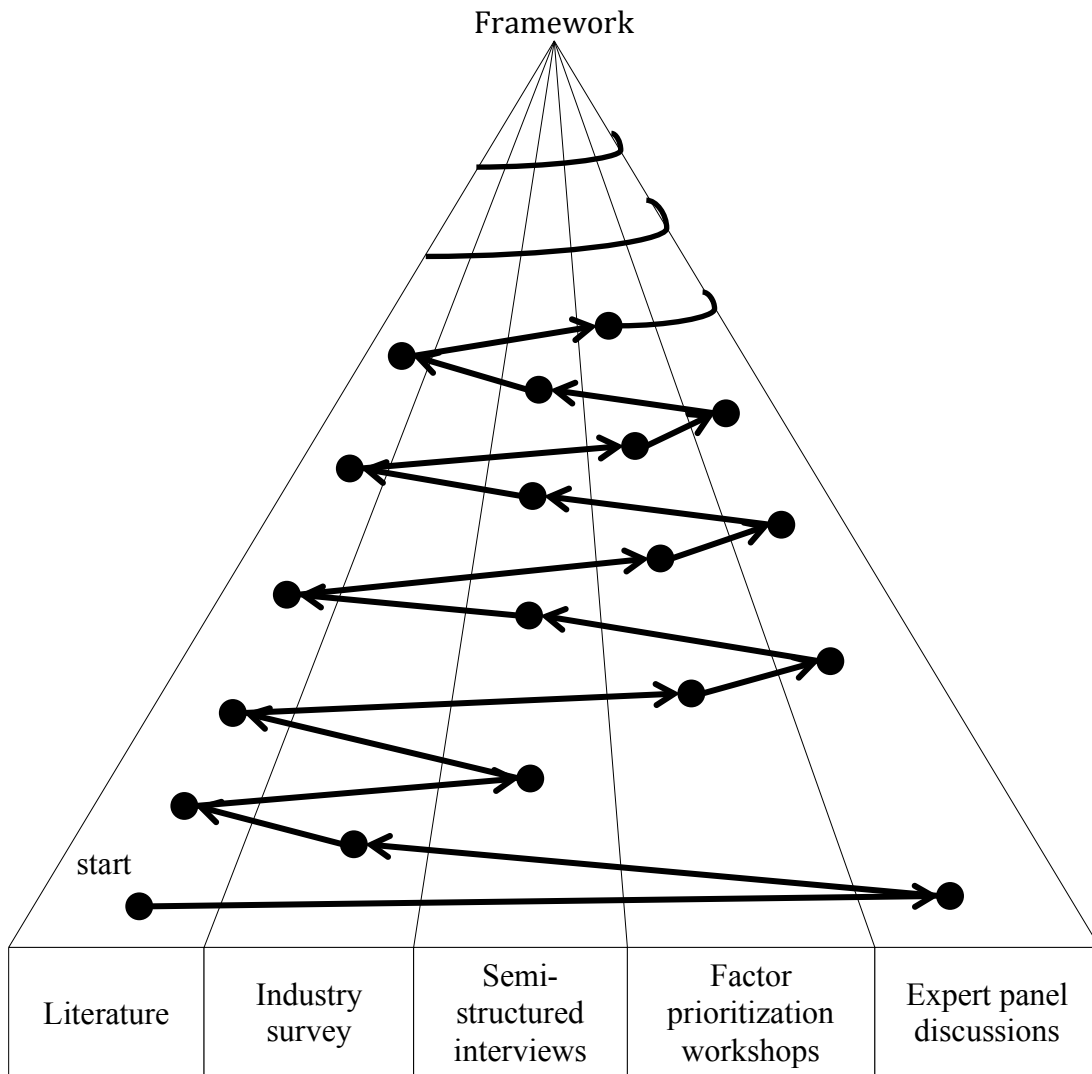 Framework
start
Literature
Industry
survey
Semi-
structured
interviews
Factor
prioritization
workshops
Expert panel
discussions